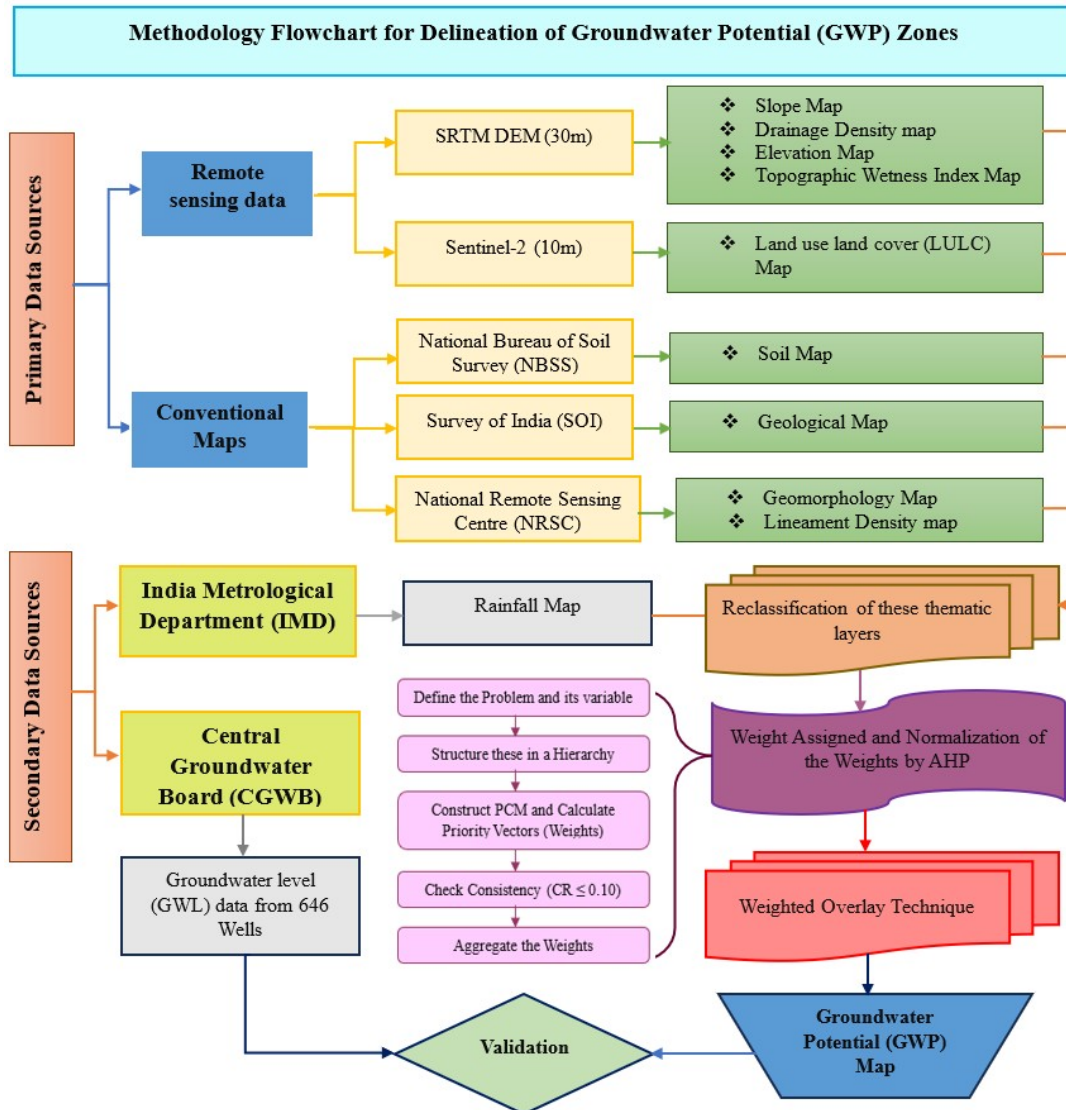 Methodology Flowchart for Delineation of Groundwater Potential (GWP) Zones
Primary Data Sources
Remote
sensing data
SRTM DEM (30m)
❖ Slope Map
❖ Drainage Density map
❖ Elevation Map
❖ Topographic Wetness Index Map
Sentinel-2 (10m)
❖ Land use land cover (LULC)
Map
Conventional
Maps
National Bureau of Soil
Survey (NBSS)
❖ Soil Map
Survey of India (SOI)
❖ Geological Map
National Remote Sensing
Centre (NRSC)
❖ Geomorphology Map
❖ Lineament Density map
Secondary Data Sources
India Metrological
Department (IMD)
Rainfall Map
Reclassification of these thematic
layers
Central
Groundwater
Board (CGWB)
Define the Problem and its variable
Structure these in a Hierarchy
Construct PCM and Calculate
Priority Vectors (Weights)
Check Consistency (CR ≤ 0.10)
Aggregate the Weights
Weight Assigned and Normalization of
the Weights by AHP
Groundwater level
(GWL) data from 646
Wells
Weighted Overlay Technique
Validation
Groundwater
Potential (GWP)
Map